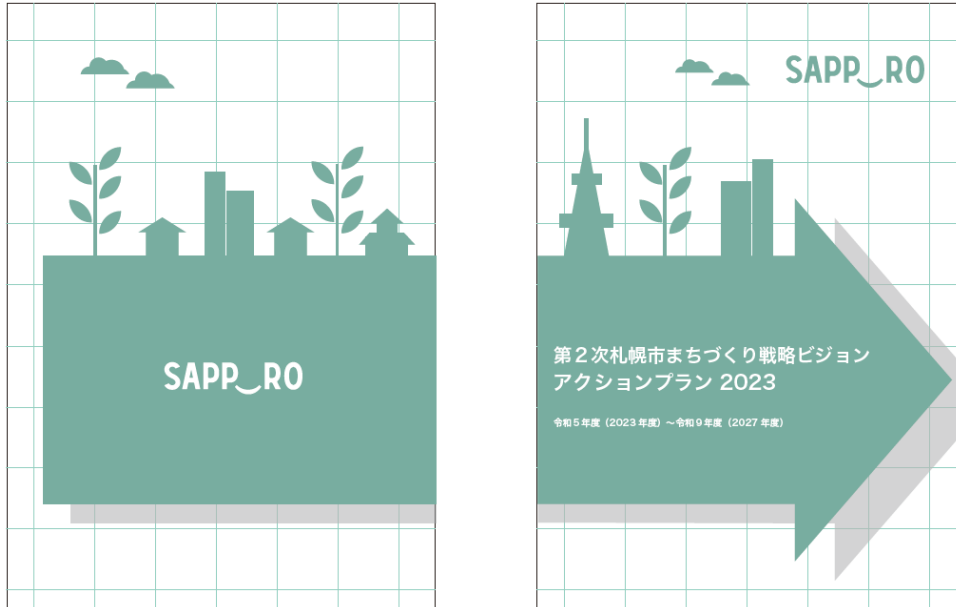 SAPP‿RO
SAPP‿RO
第２次札幌市まちづくり戦略ビジョン
アクションプラン 2023
令和５年度（2023 年度）～令和９年度（2027 年度）